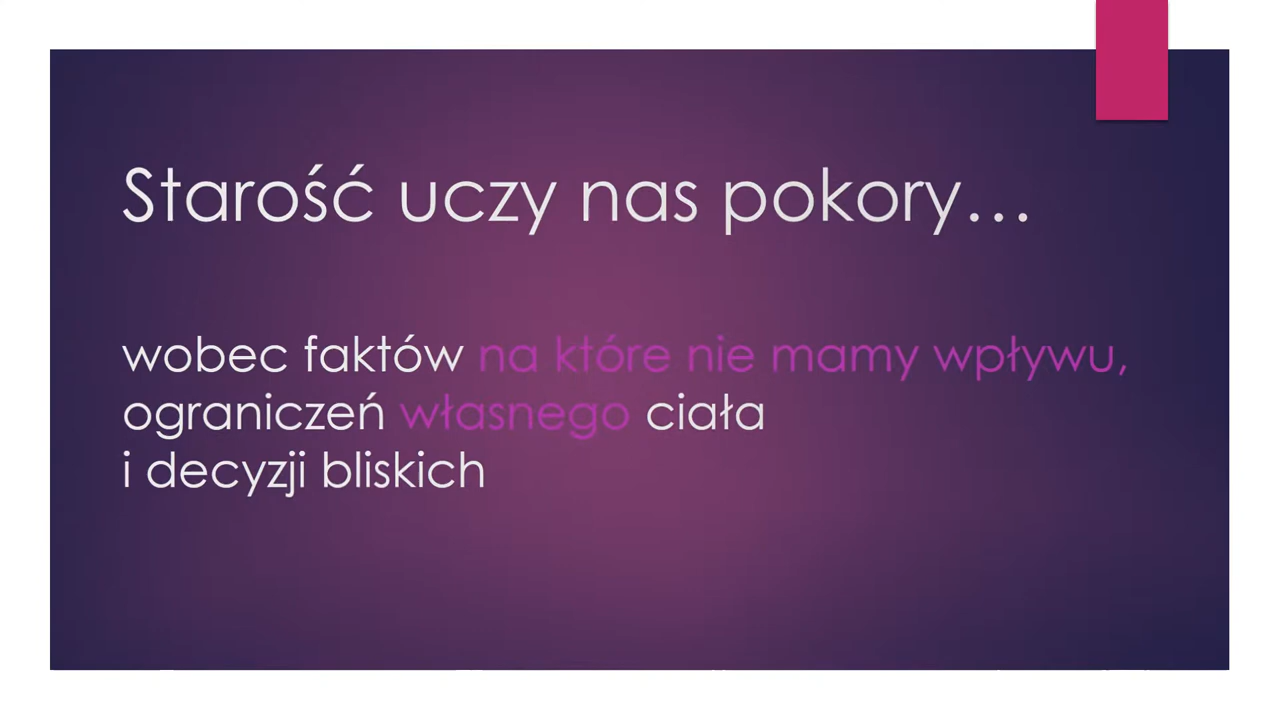 Starość uczy nas pokory…
wobec faktów na które nie mamy wpływu,
ograniczeń własnego ciała
i decyzji bliskich